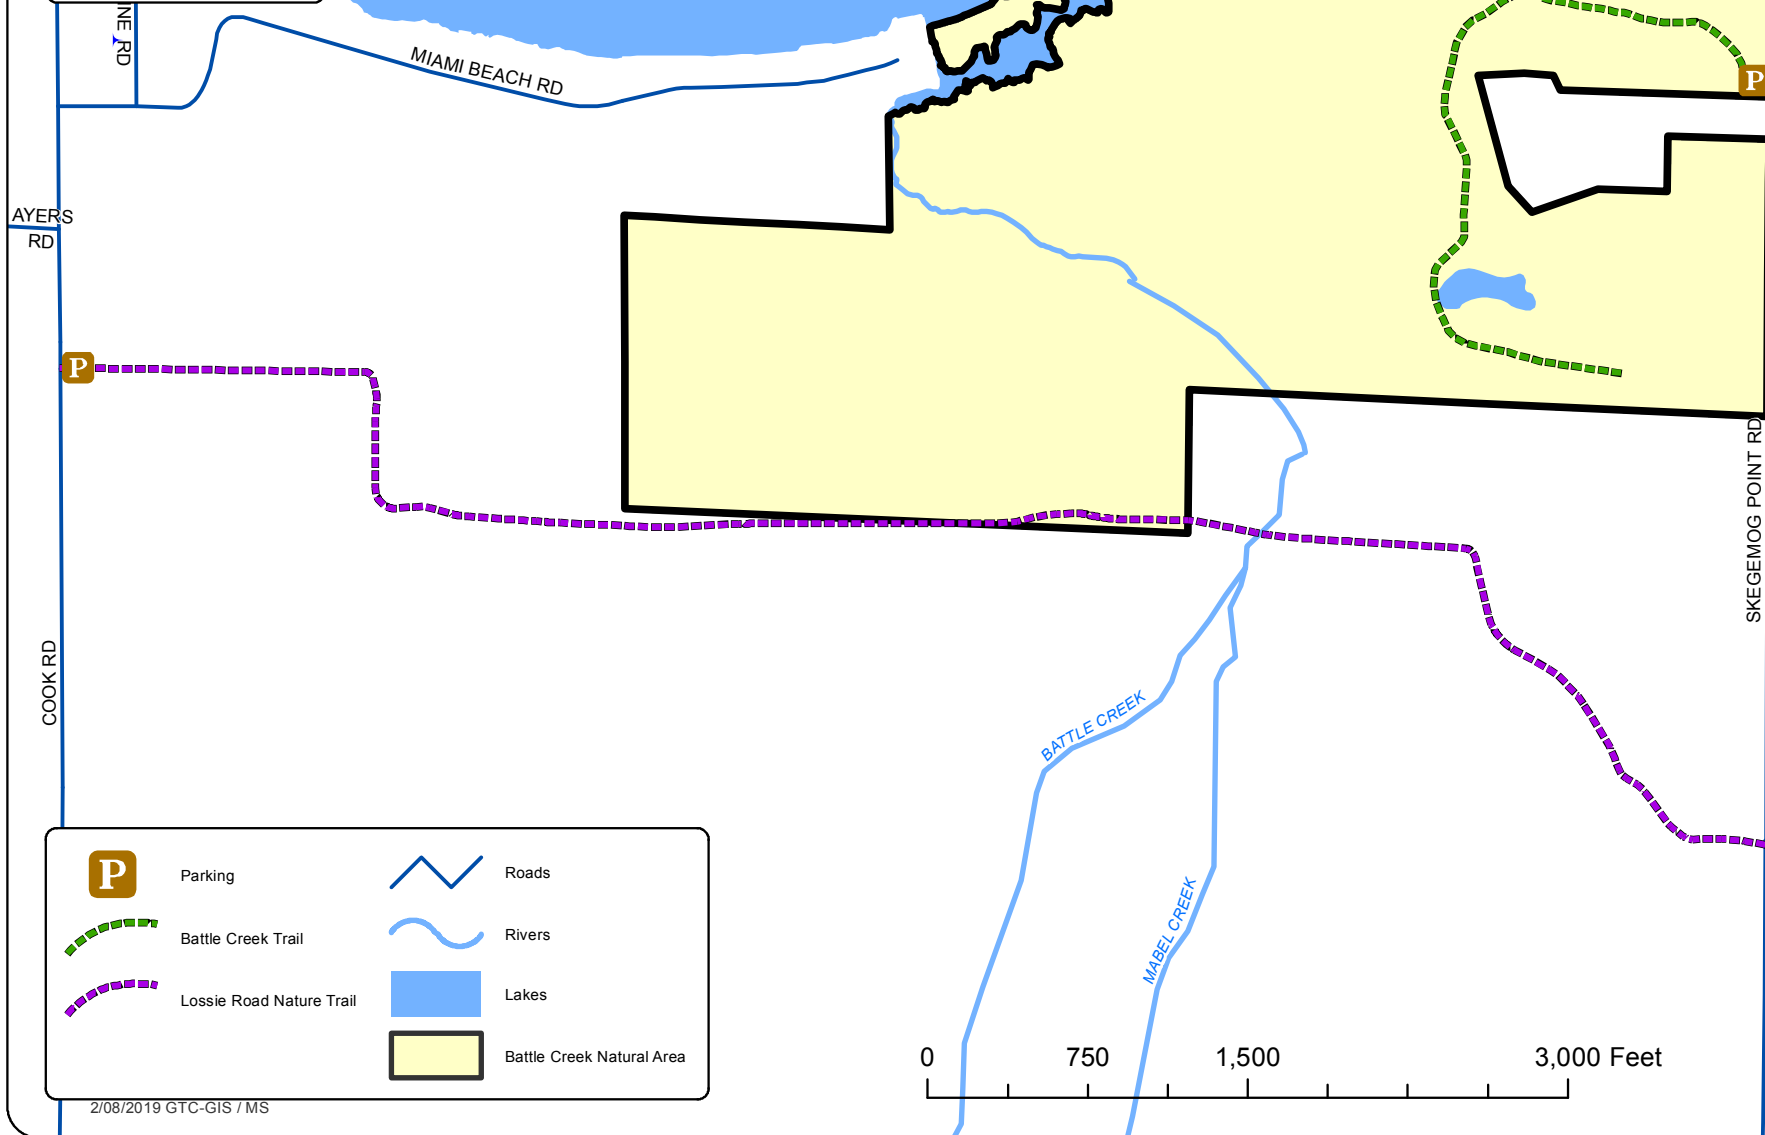 NE RD
MIAMI BEACH RD
P
AYERS
RD
P
SKEGEMOG POINT RD
COOK RD
BATTLE CREEK
MABEL CREEK
P
Parking
Roads
Battle Creek Trail
Rivers
Lossie Road Nature Trail
Lakes
Battle Creek Natural Area
0 750 1,500 3,000 Feet
2/08/2019 GTC-GIS / MS